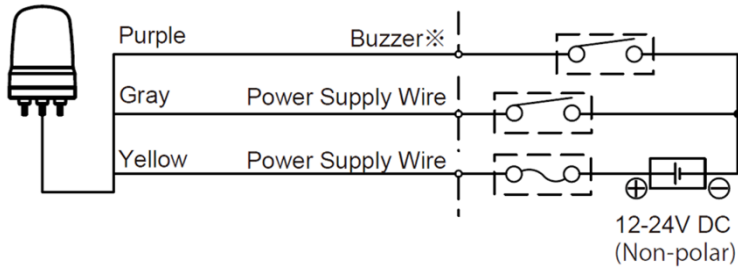 Purple Buzzer※
Gray Power Supply Wire
Yellow Power Supply Wire
⊕ ⊖
12-24V DC
(Non-polar)